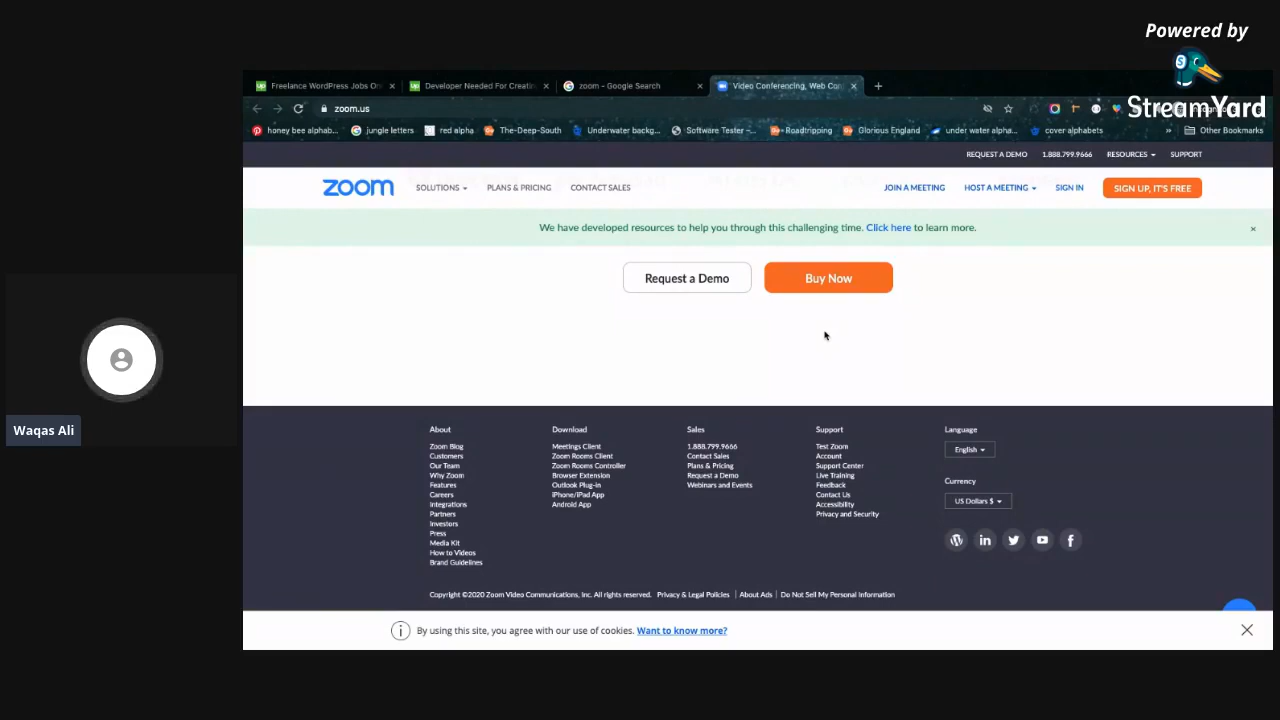 Powered by
StreamYard
Freelance WordPress Jobs O
Developer Needed For Creati
zoom - Google Search
Video Conferencing, Web Co
zoom.us
honey bee alphab...
jungle letters
red alpha
The-Deep-South
Underwater backg...
Software Tester -...
Roadtripping
Glorious England
under water alpha...
cover alphabets
Other Bookmarks
REQUEST A DEMO 1.888.799.9666 RESOURCES SUPPORT
zoom SOLUTIONS PLANS & PRICING CONTACT SALES JOIN A MEETING HOST A MEETING SIGN IN SIGN UP, IT'S FREE
We have developed resources to help you through this challenging time. Click here to learn more.
Request a Demo Buy Now
Waqas Ali
About
Zoom Blog
Customers
Our Team
Why Zoom
Features
Careers
Integrations
Partners
Investors
Press
Media Kit
How to Videos
Brand Guidelines
Download
Meetings Client
Zoom Rooms Client
Zoom Rooms Controller
Browser Extension
Outlook Plug-in
iPhone/iPad App
Android App
Sales
1.888.799.9666
Contact Sales
Plans & Pricing
Request a Demo
Webinars and Events
Support
Test Zoom
Account
Support Center
Live Training
Feedback
Contact Us
Accessibility
Privacy and Security
Language
English
Currency
US Dollars $
Copyright ©2020 Zoom Video Communications, Inc. All rights reserved. Privacy & Legal Policies | About Ads | Do Not Sell My Personal Information
By using this site, you agree with our use of cookies. Want to know more?